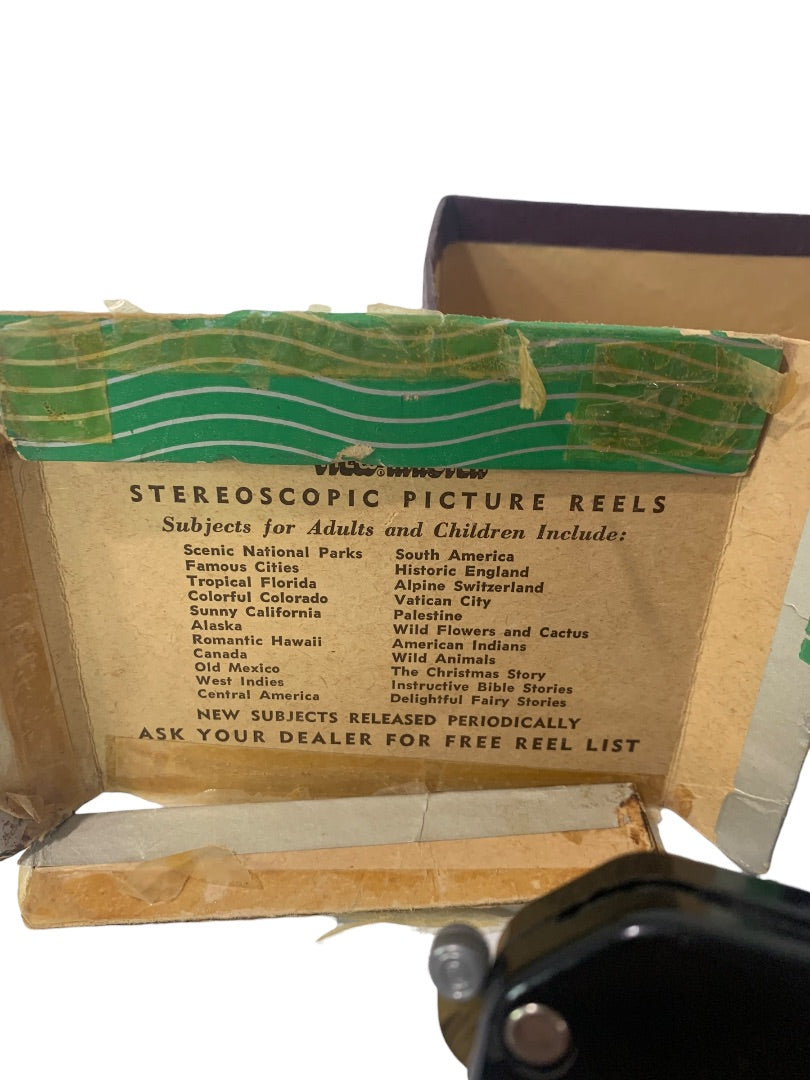 VIEW-MASTER
STEREOSCOPIC PICTURE REELS
Subjects for Adults and Children Include:
Scenic National Parks
Famous Cities
Tropical Florida
Colorful Colorado
Sunny California
Alaska
Romantic Hawaii
Canada
Old Mexico
West Indies
Central America
South America
Historic England
Alpine Switzerland
Vatican City
Palestine
Wild Flowers and Cactus
American Indians
Wild Animals
The Christmas Story
Instructive Bible Stories
Delightful Fairy Stories
NEW SUBJECTS RELEASED PERIODICALLY
ASK YOUR DEALER FOR FREE REEL LIST